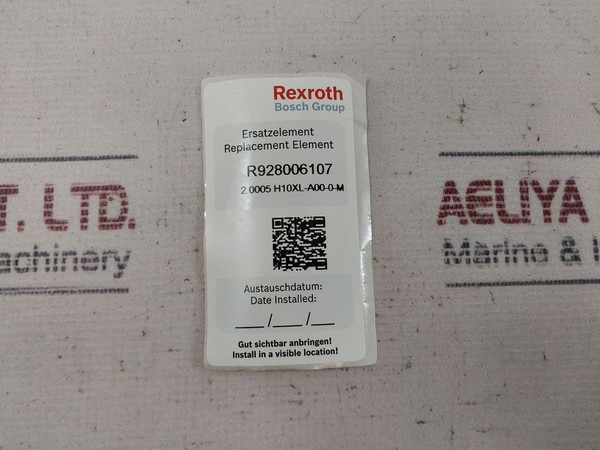 Rexroth
Bosch Group
Ersatzelement
Replacement Element
R928006107
2.0005 H10XL-A00-0-M
Austauschdatum:
Date Installed:
___ /___ /___
Gut sichtbar anbringen!
Install in a visible location!
T. LTD.
achinery
AELIYA
Marine & I